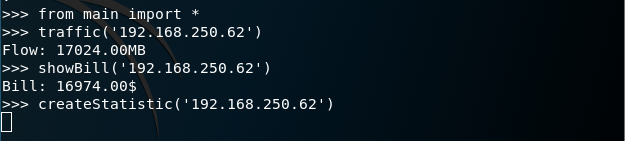 >>> from main import *
>>> traffic('192.168.250.62')
Flow: 17024.00MB
>>> showBill('192.168.250.62')
Bill: 16974.00$
>>> createStatistic('192.168.250.62')